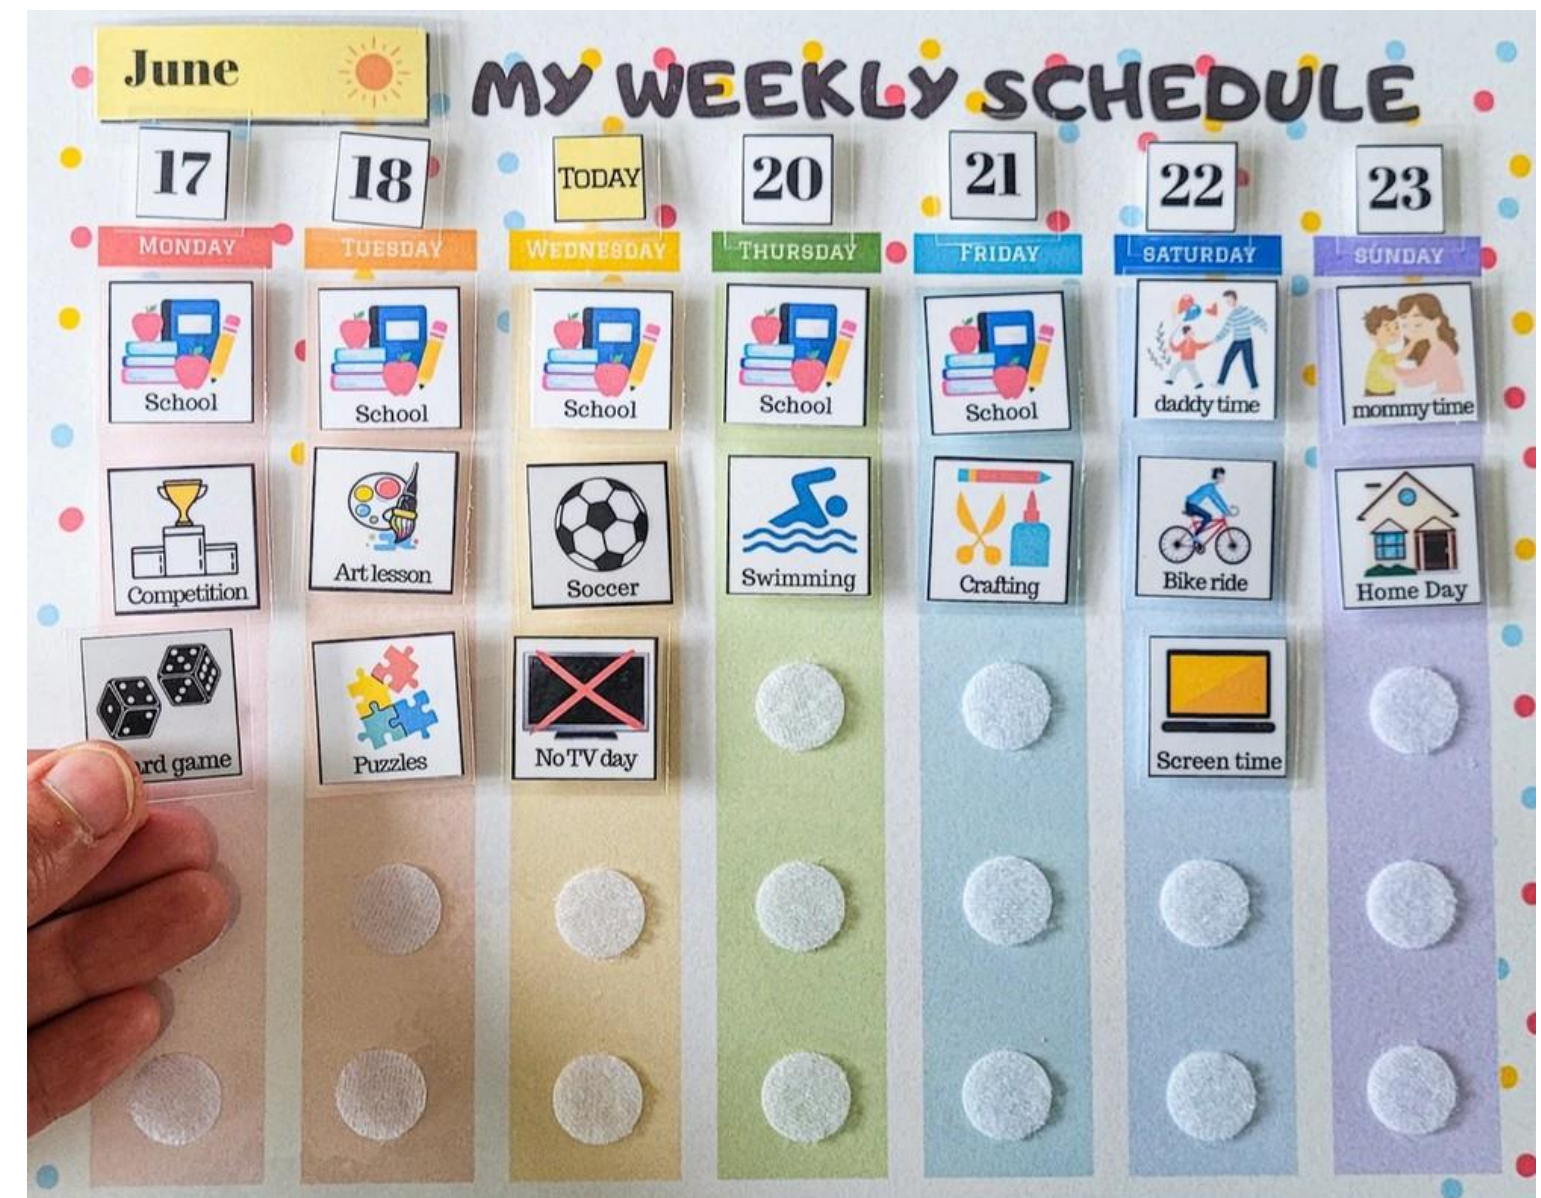 June
MY WEEKLY SCHEDULE
17 18 TODAY 20 21 22 23
MONDAY TUESDAY WEDNESDAY THURSDAY FRIDAY SATURDAY SUNDAY
School School School School School daddy time mommy time
Competition Art lesson Soccer Swimming Crafting Bike ride Home Day
game Puzzles No TV day Screen time